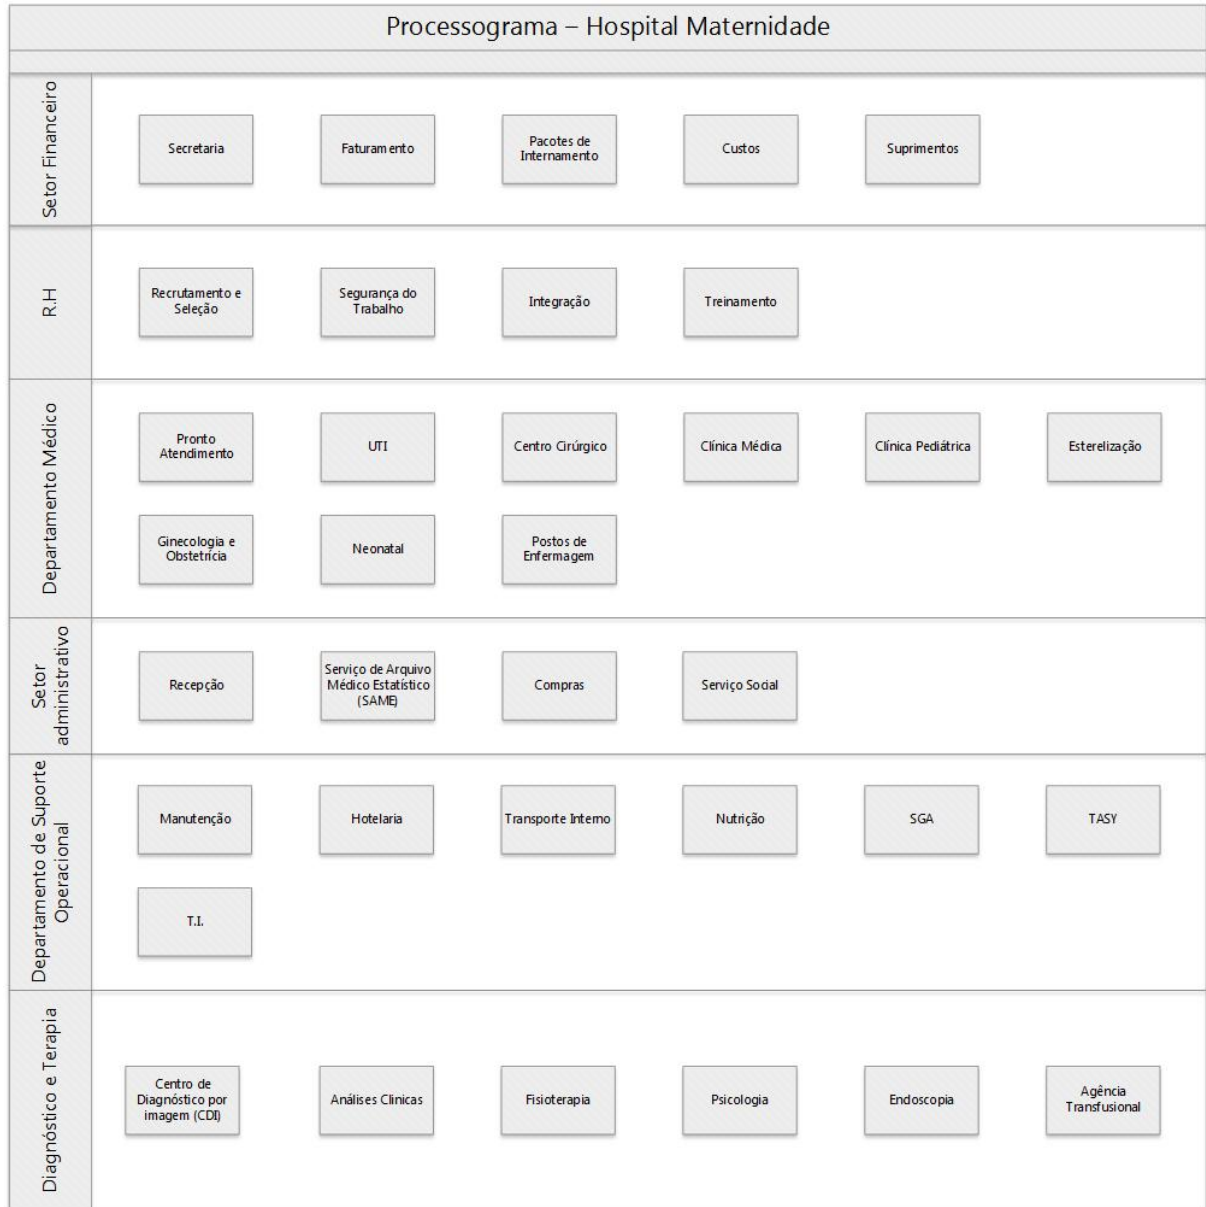 Processograma – Hospital Maternidade
Setor Financeiro
Secretaria
Faturamento
Pacotes de
Internamento
Custos
Suprimentos
R.H
Recrutamento e
Seleção
Segurança do
Trabalho
Integração
Treinamento
Departamento Médico
Pronto
Atendimento
UTI
Centro Cirúrgico
Clínica Médica
Clínica Pediátrica
Esterelização
Ginecologia e
Obstetrícia
Neonatal
Postos de
Enfermagem
Setor
administrativo
Recepção
Serviço de Arquivo
Médico Estatístico
(SAME)
Compras
Serviço Social
Departamento de Suporte
Operacional
Manutenção
Hotelaria
Transporte Interno
Nutrição
SGA
TASY
T.I.
Diagnóstico e Terapia
Centro de
Diagnóstico por
imagem (CDI)
Análises Clinicas
Fisioterapia
Psicologia
Endoscopia
Agência
Transfusional